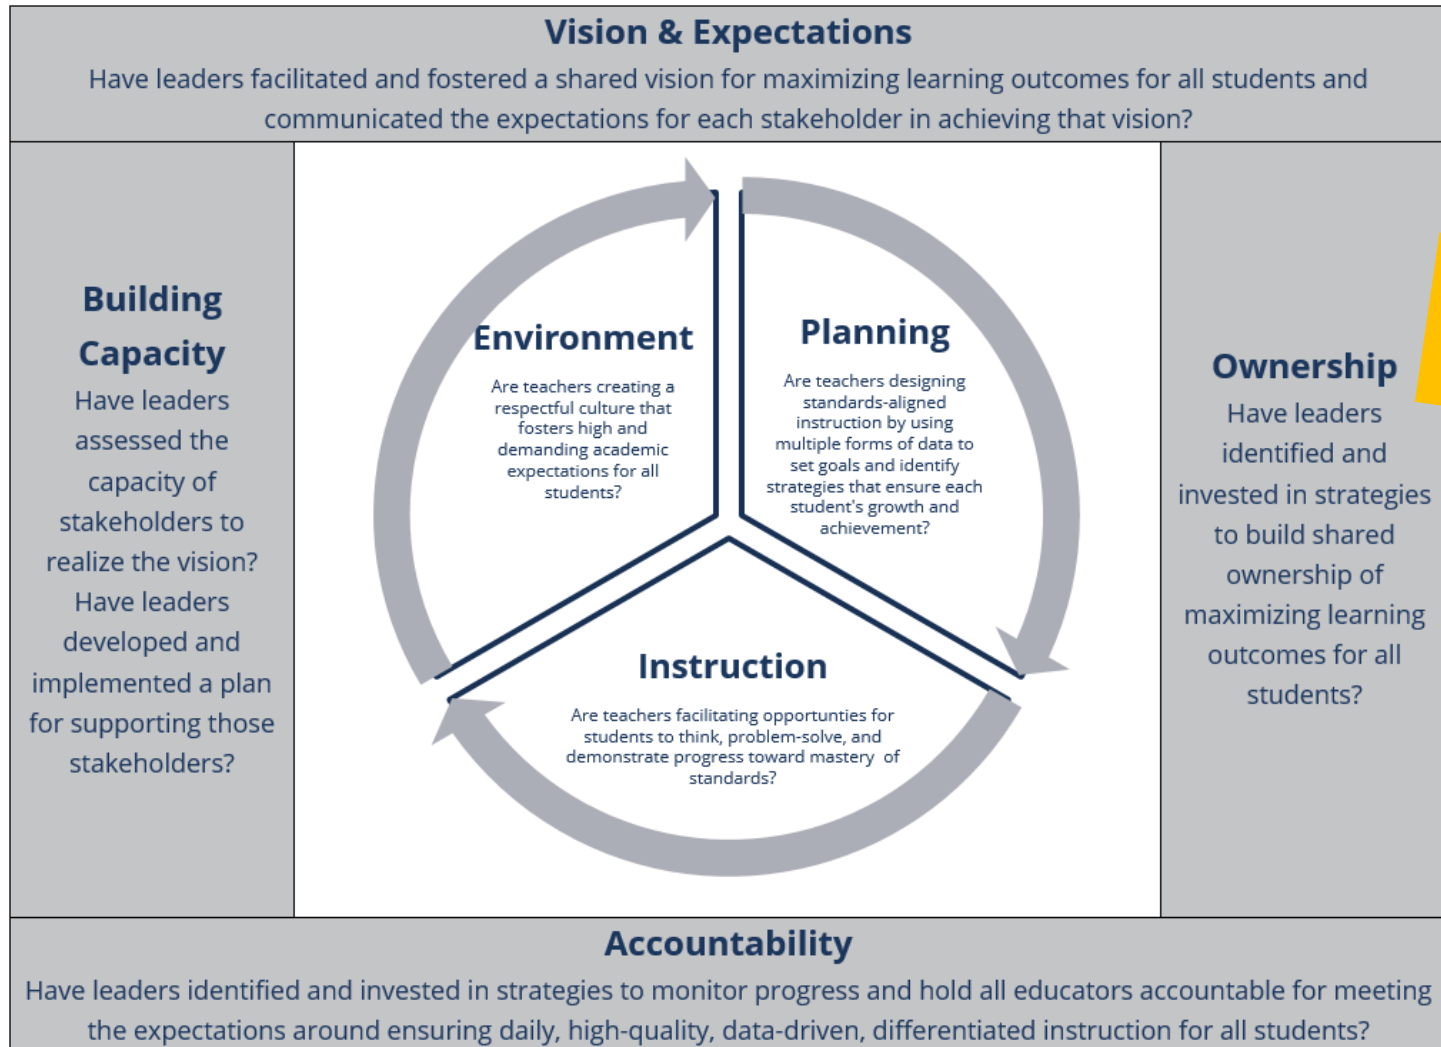 Vision & Expectations
Have leaders facilitated and fostered a shared vision for maximizing learning outcomes for all students and
communicated the expectations for each stakeholder in achieving that vision?
Building
Capacity
Have leaders
assessed the
capacity of
stakeholders to
realize the vision?
Have leaders
developed and
implemented a plan
for supporting those
stakeholders?
Environment
Are teachers creating a
respectful culture that
fosters high and
demanding academic
expectations for all
students?
Planning
Are teachers designing
standards-aligned
instruction by using
multiple forms of data to
set goals and identify
strategies that ensure each
student's growth and
achievement?
Instruction
Are teachers facilitating opportunties for
students to think, problem-solve, and
demonstrate progress toward mastery  of
standards?
Ownership
Have leaders
identified and
invested in strategies
to build shared
ownership of
maximizing learning
outcomes for all
students?
Accountability
Have leaders identified and invested in strategies to monitor progress and hold all educators accountable for meeting
the expectations around ensuring daily, high-quality, data-driven, differentiated instruction for all students?